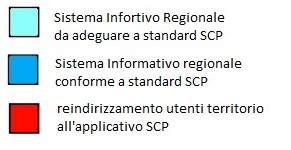 Sistema Infortivo Regionale
da adeguare a standard SCP
Sistema Informativo regionale
conforme a standard SCP
reindirizzamento utenti territorio
all'applicativo SCP